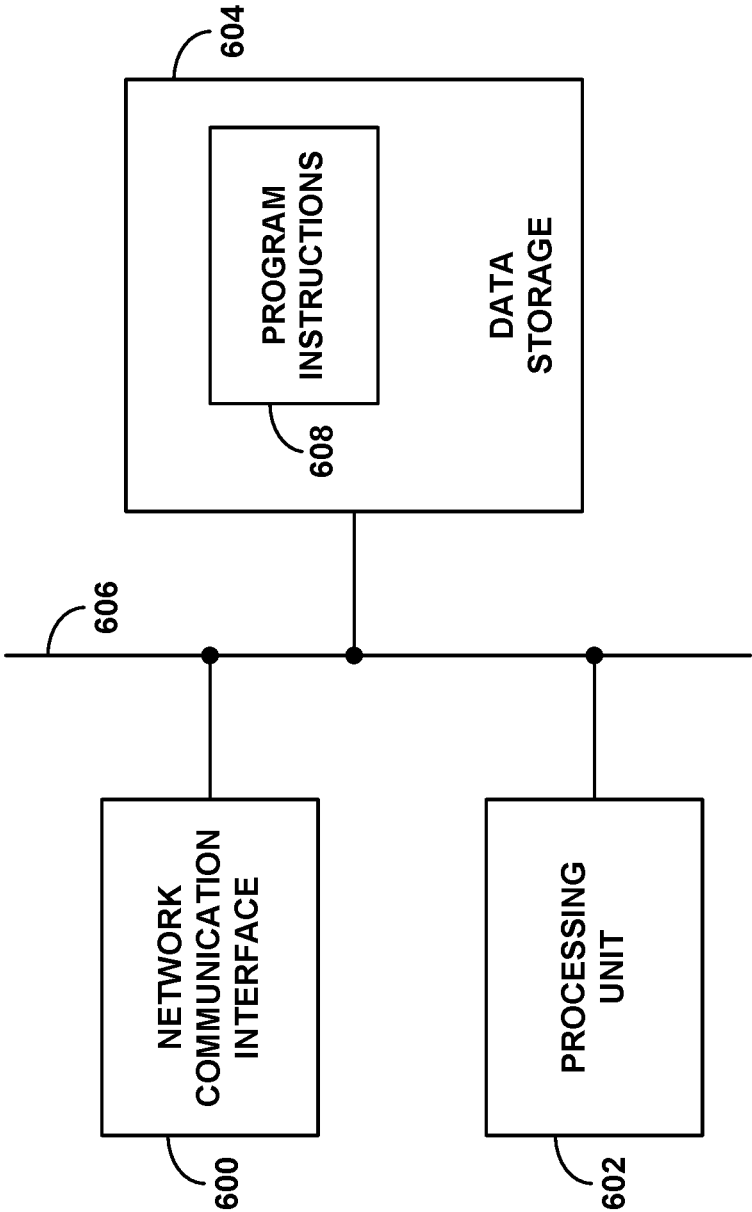 600
NETWORK
COMMUNICATION
INTERFACE
602
PROCESSING
UNIT
606
604
608
PROGRAM
INSTRUCTIONS
DATA
STORAGE